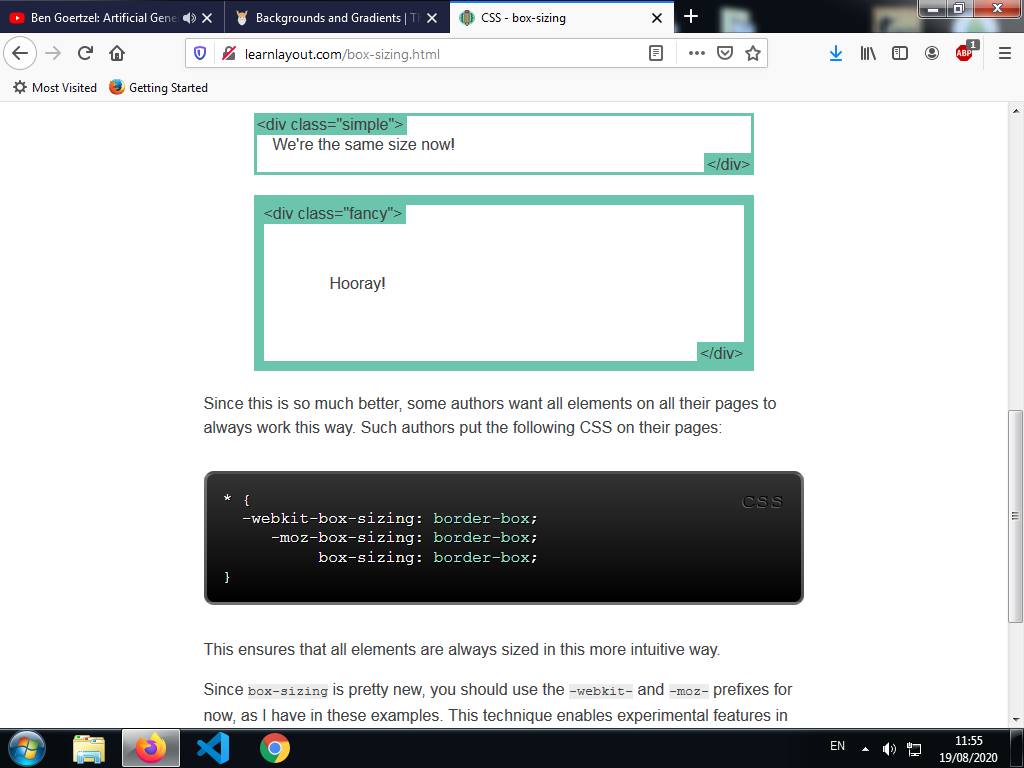 Ben Goertzel: Artificial Gene
Backgrounds and Gradients | T
CSS - box-sizing
learnlayout.com/box-sizing.html
ABP
1
Most Visited
Getting Started
<div class="simple">
We're the same size now!
</div>
<div class="fancy">
Hooray!
</div>
Since this is so much better, some authors want all elements on all their pages to
always work this way. Such authors put the following CSS on their pages:
CSS
* {
  -webkit-box-sizing: border-box;
     -moz-box-sizing: border-box;
          box-sizing: border-box;
}
This ensures that all elements are always sized in this more intuitive way.
Since box-sizing is pretty new, you should use the -webkit- and -moz- prefixes for
now, as I have in these examples. This technique enables experimental features in
EN
11:55
19/08/2020